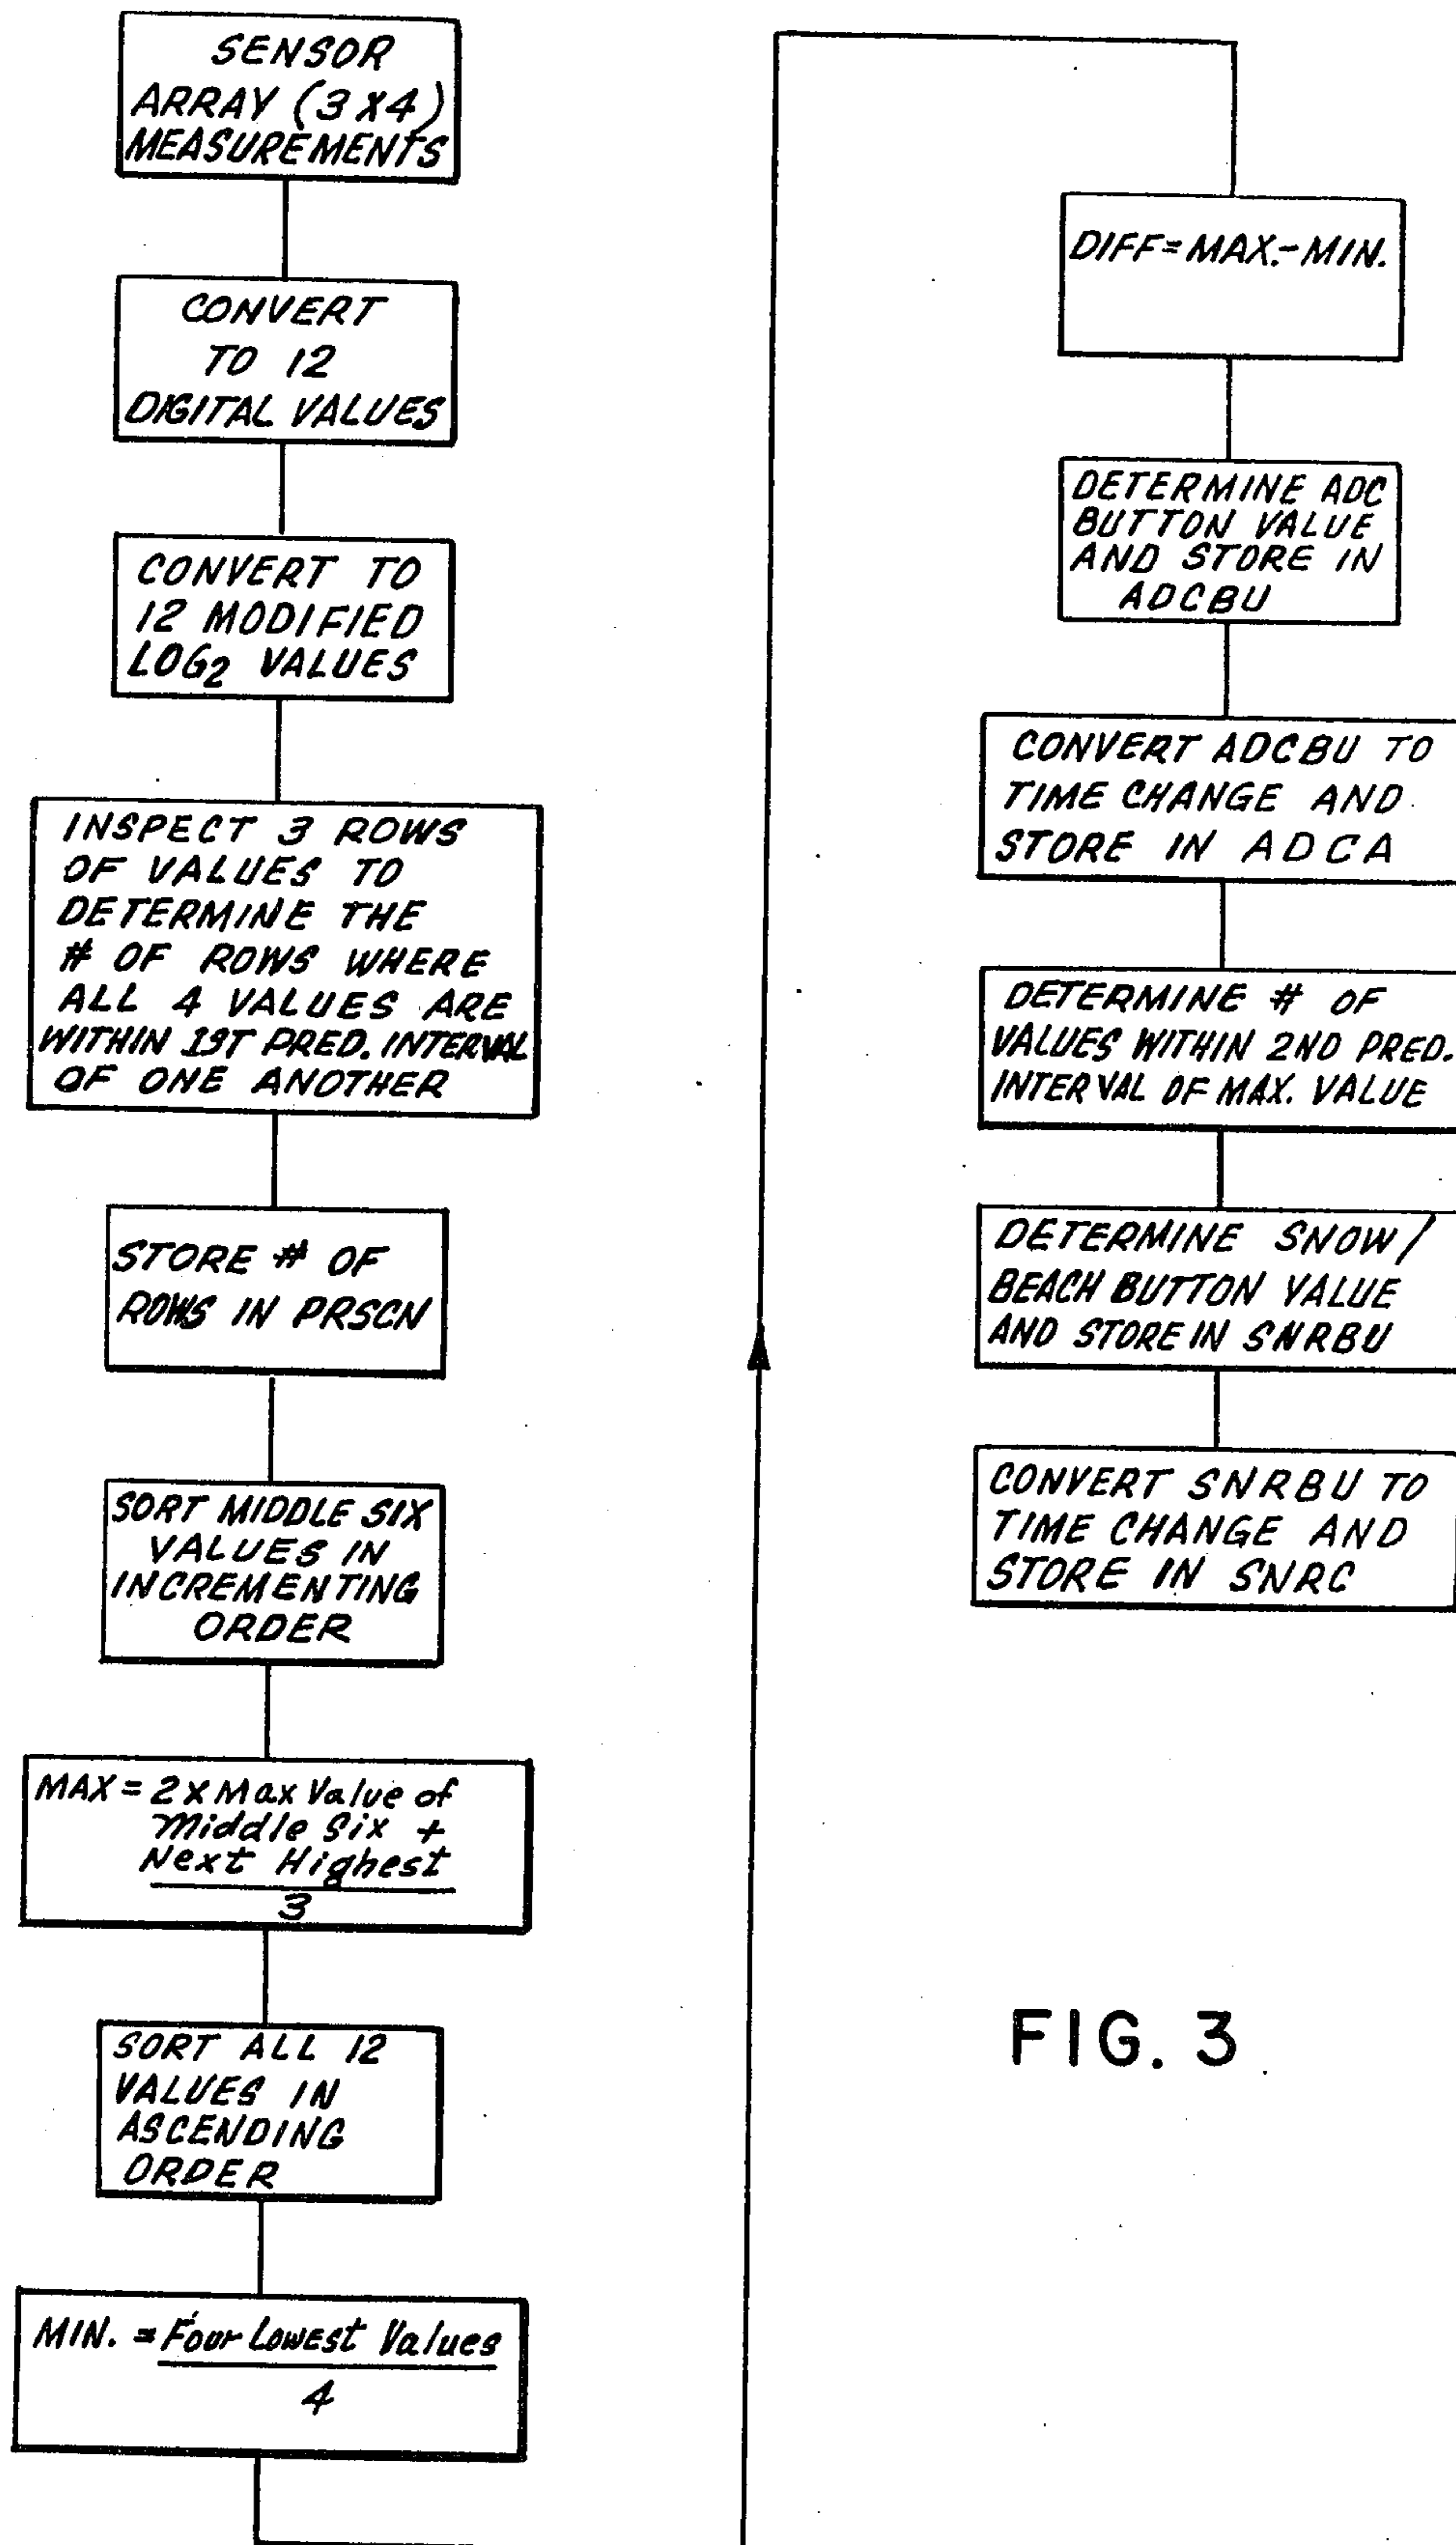 SENSOR
ARRAY (3X4)
MEASUREMENTS
CONVERT
TO 12
DIGITAL VALUES
CONVERT TO
12 MODIFIED
LOG2 VALUES
INSPECT 3 ROWS
OF VALUES TO
DETERMINE THE
# OF ROWS WHERE
ALL 4 VALUES ARE
WITHIN 1ST PRED. INTERVAL
OF ONE ANOTHER
STORE # OF
ROWS IN PRSCN
SORT MIDDLE SIX
VALUES IN
INCREMENTING
ORDER
MAX = 2 x Max Value of
Middle Six +
Next Highest
3
SORT ALL 12
VALUES IN
ASCENDING
ORDER
MIN. = Four Lowest Values
4
DIFF = MAX.-MIN.
DETERMINE ADC
BUTTON VALUE
AND STORE IN
ADCBU
CONVERT ADCBU TO
TIME CHANGE AND
STORE IN ADCA
DETERMINE # OF
VALUES WITHIN 2ND PRED.
INTERVAL OF MAX. VALUE
DETERMINE SNOW/
BEACH BUTTON VALUE
AND STORE IN SNRBU
CONVERT SNRBU TO
TIME CHANGE AND
STORE IN SNRC
FIG. 3